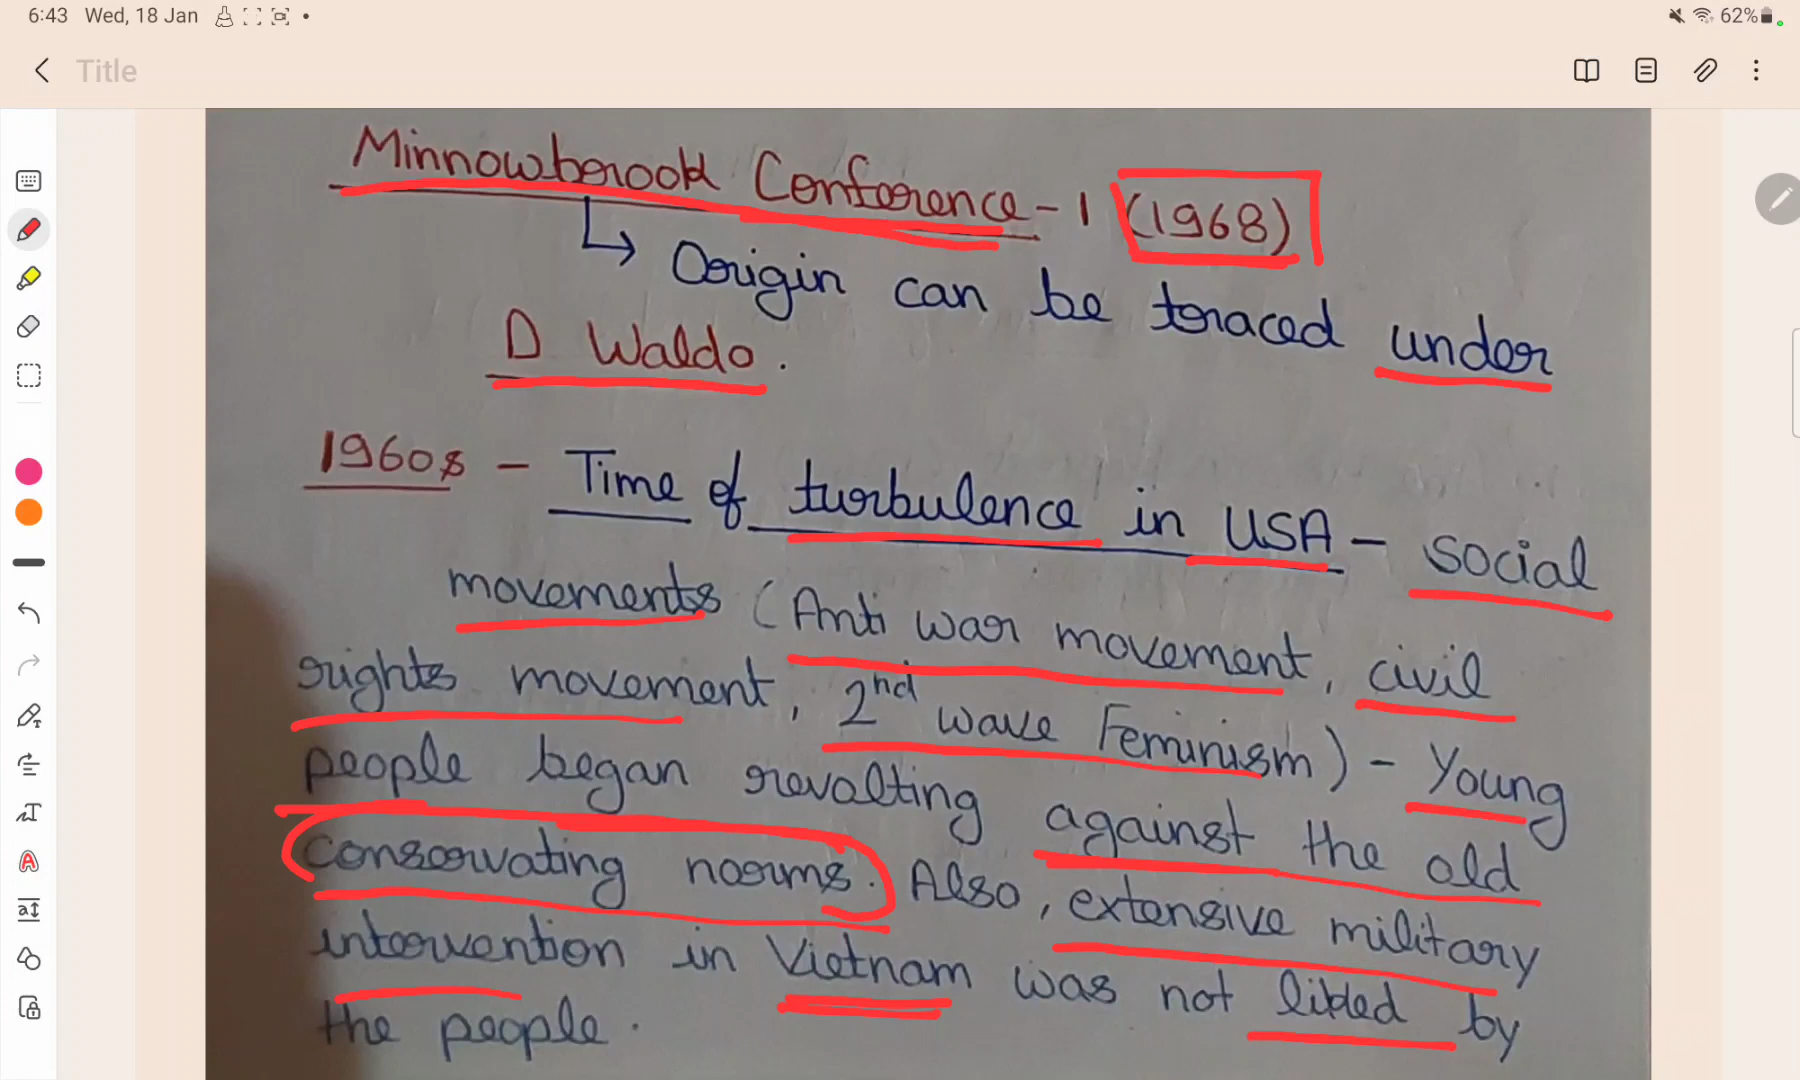 6:43 Wed, 18 Jan
62%
Title
Minnowbrook Conference - 1 (1968)
↳ Origin can be traced under
D Waldo.
1960s - Time of turbulence in USA - social
movements (Anti war movement, civil
rights movement, 2nd wave Feminism) - Young
people began revolting against the old
conservating norms. Also, extensive military
intervention in Vietnam was not liked by
the people.